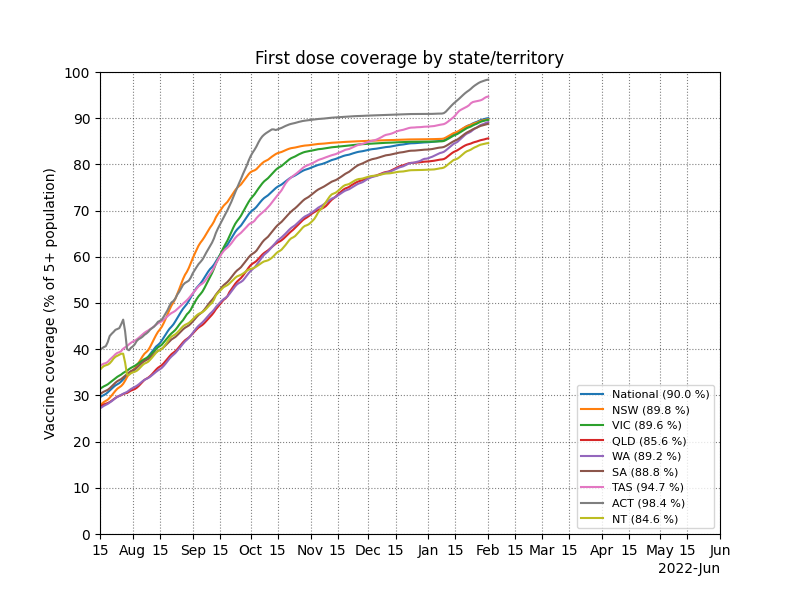 First dose coverage by state/territory
Vaccine coverage (% of 5+ population)
100
90
80
70
60
50
40
30
20
10
0
National (90.0 %)
NSW (89.8 %)
VIC (89.6 %)
QLD (85.6 %)
WA (89.2 %)
SA (88.8 %)
TAS (94.7 %)
ACT (98.4 %)
NT (84.6 %)
15 Aug 15 Sep 15 Oct 15 Nov 15 Dec 15 Jan 15 Feb 15 Mar 15 Apr 15 May 15 Jun
2022-Jun